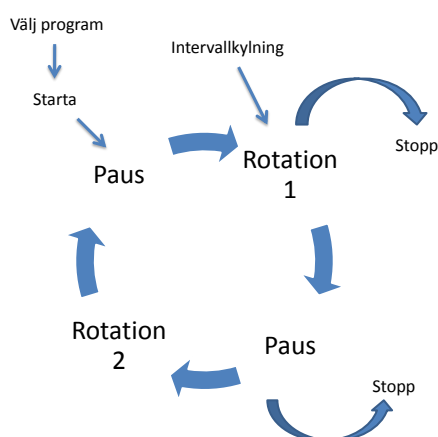 Välj program
Starta
Intervallkylning
Paus
Rotation
1
Stopp
Rotation
2
Paus
Stopp